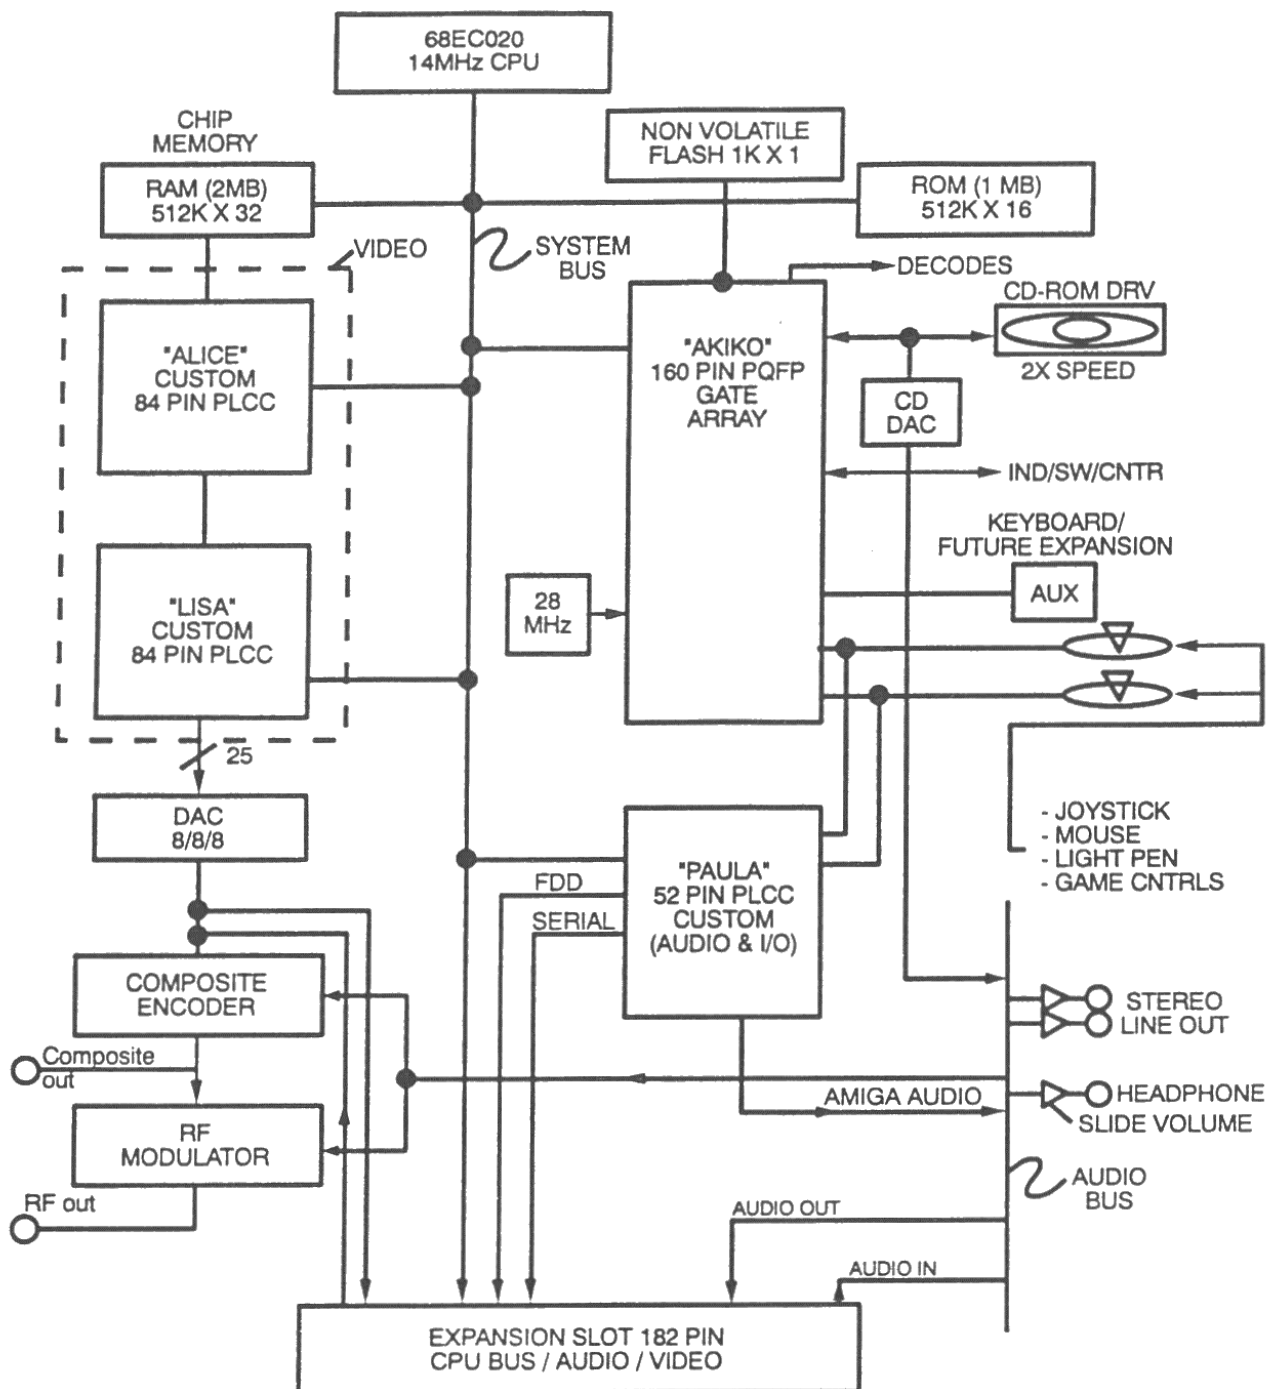 68EC020
14MHz CPU
CHIP
MEMORY
NON VOLATILE
FLASH 1K X 1
RAM (2MB)
512K X 32
ROM (1 MB)
512K X 16
VIDEO
SYSTEM
BUS
DECODES
CD-ROM DRV
2X SPEED
"ALICE"
CUSTOM
84 PIN PLCC
"AKIKO"
160 PIN PQFP
GATE
ARRAY
CD
DAC
IND/SW/CNTR
KEYBOARD/
FUTURE EXPANSION
AUX
28
MHz
"LISA"
CUSTOM
84 PIN PLCC
25
DAC
8/8/8
- JOYSTICK
- MOUSE
- LIGHT PEN
- GAME CNTRLS
"PAULA"
52 PIN PLCC
CUSTOM
(AUDIO & I/O)
FDD
SERIAL
COMPOSITE
ENCODER
STEREO
LINE OUT
Composite
out
AMIGA AUDIO
HEADPHONE
SLIDE VOLUME
RF
MODULATOR
AUDIO
BUS
RF out
AUDIO OUT
AUDIO IN
EXPANSION SLOT 182 PIN
CPU BUS / AUDIO / VIDEO